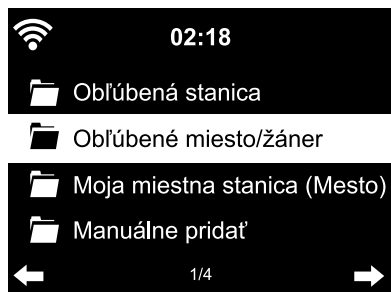 02:18
Obľúbená stanica
Obľúbené miesto/žáner
Moja miestna stanica (Mesto)
Manuálne pridať
1/4